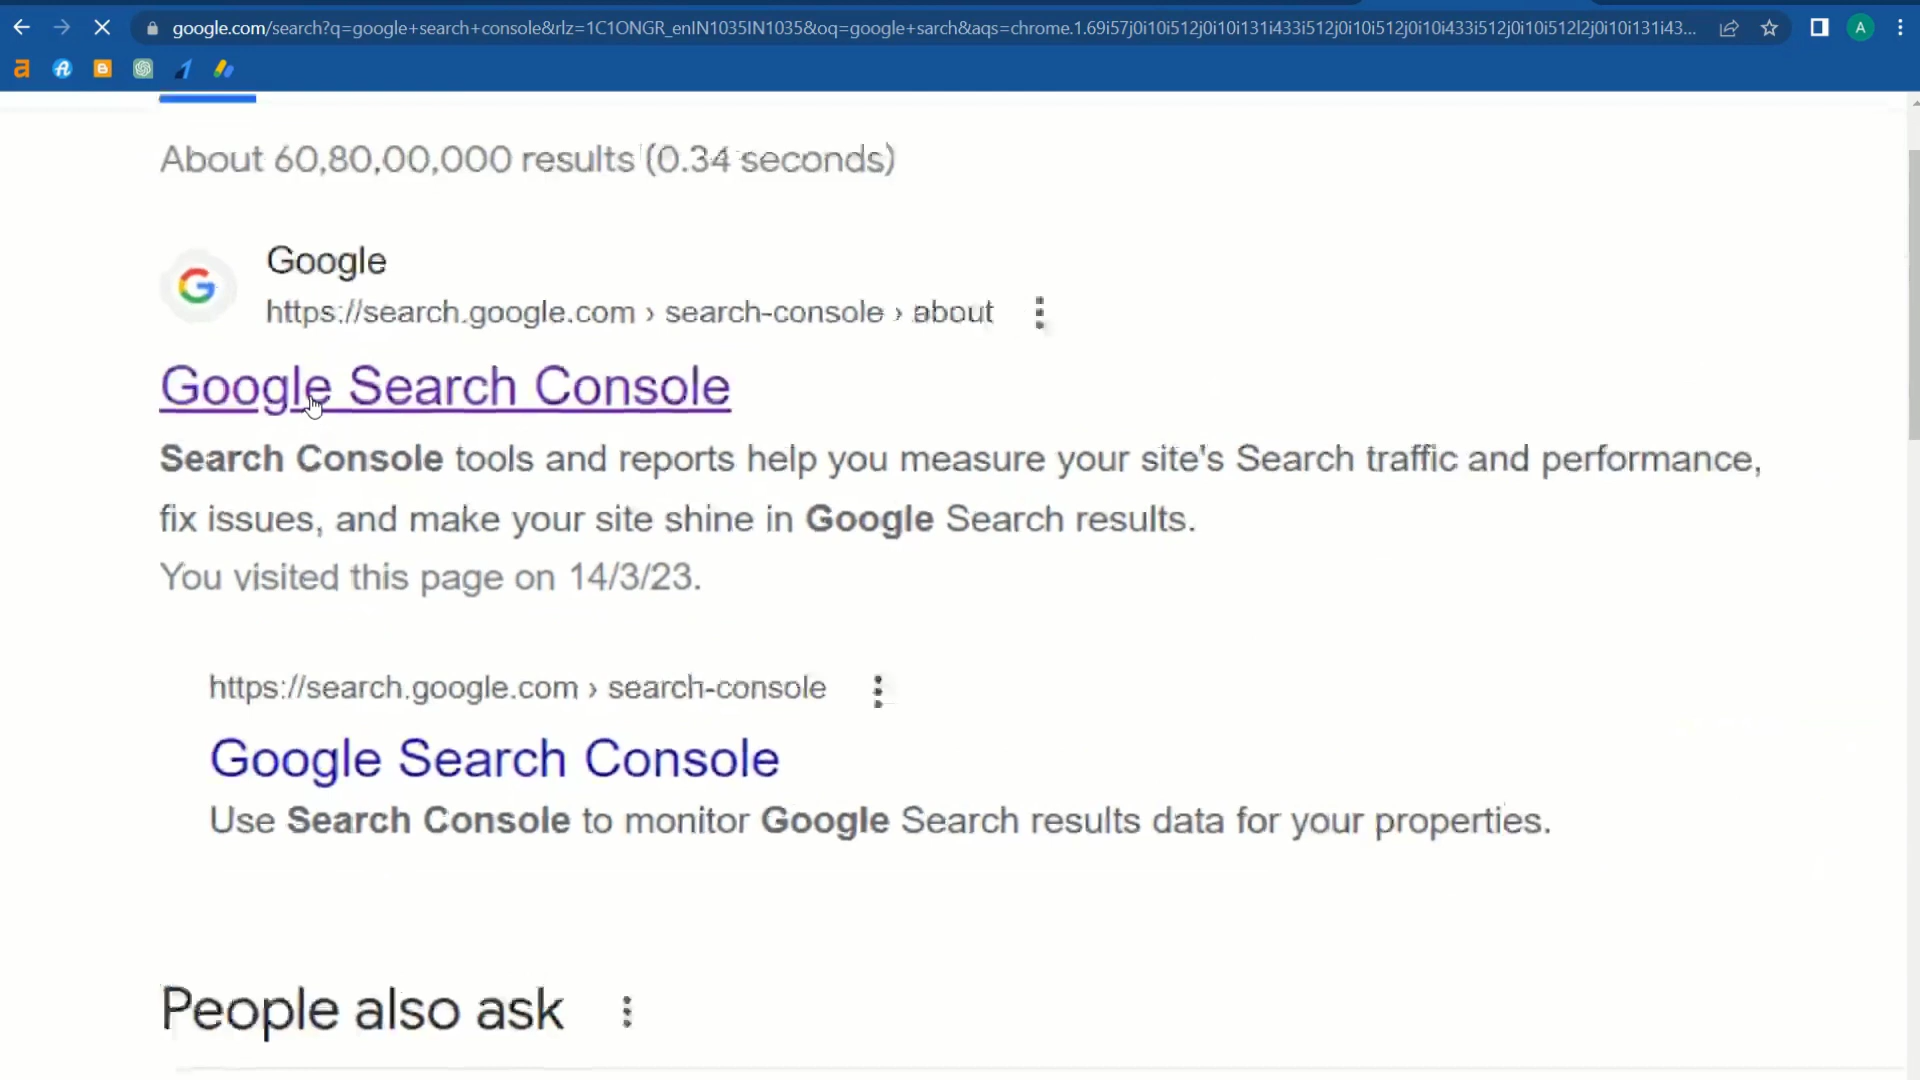 google.com/search?q=google+search+console&rlz=1C1ONGR_enIN1035IN1035&oq=google+sarch&aqs=chrome.1.69i57j0i10i512j0i10i131i433i512j0i10i512j0i10i433i512j0i10i512l2j0i10i131i43...
A
About 60,80,00,000 results (0.34 seconds)
Google
https://search.google.com › search-console › about
Google Search Console
Search Console tools and reports help you measure your site's Search traffic and performance,
fix issues, and make your site shine in Google Search results.
You visited this page on 14/3/23.
https://search.google.com › search-console
Google Search Console
Use Search Console to monitor Google Search results data for your properties.
People also ask